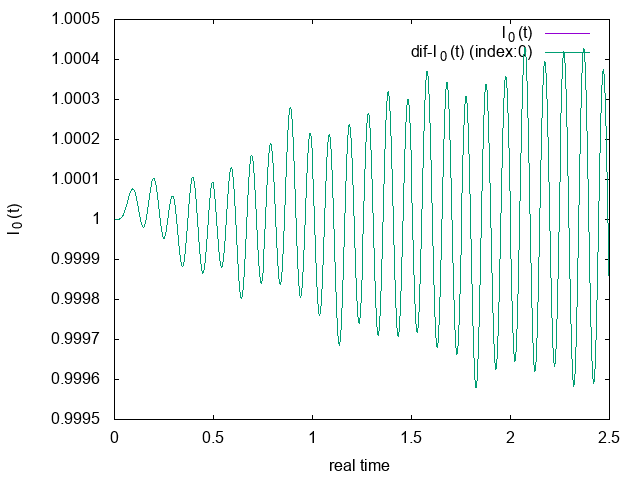 1.0005
1.0004
1.0003
1.0002
1.0001
1
0.9999
0.9998
0.9997
0.9996
0.9995
I₀(t)
I₀(t)
dif-I₀(t) (index:0)
0 0.5 1 1.5 2 2.5
real time